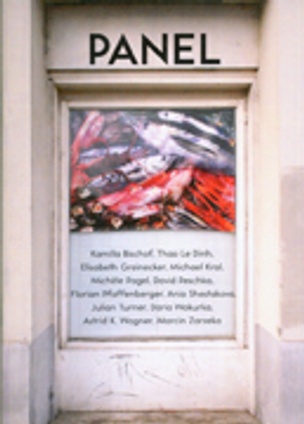 PANEL
Kamilla Bischof, Thao Le Dinh,
Elisabeth Greinecker, Michael Kral,
Michèle Pagel, David Peschka,
Florian Pfaffenberger, Ania Shestakova,
Julian Turner, Daria Wakurka,
Astrid K. Wagner, Marcin Zarzeka